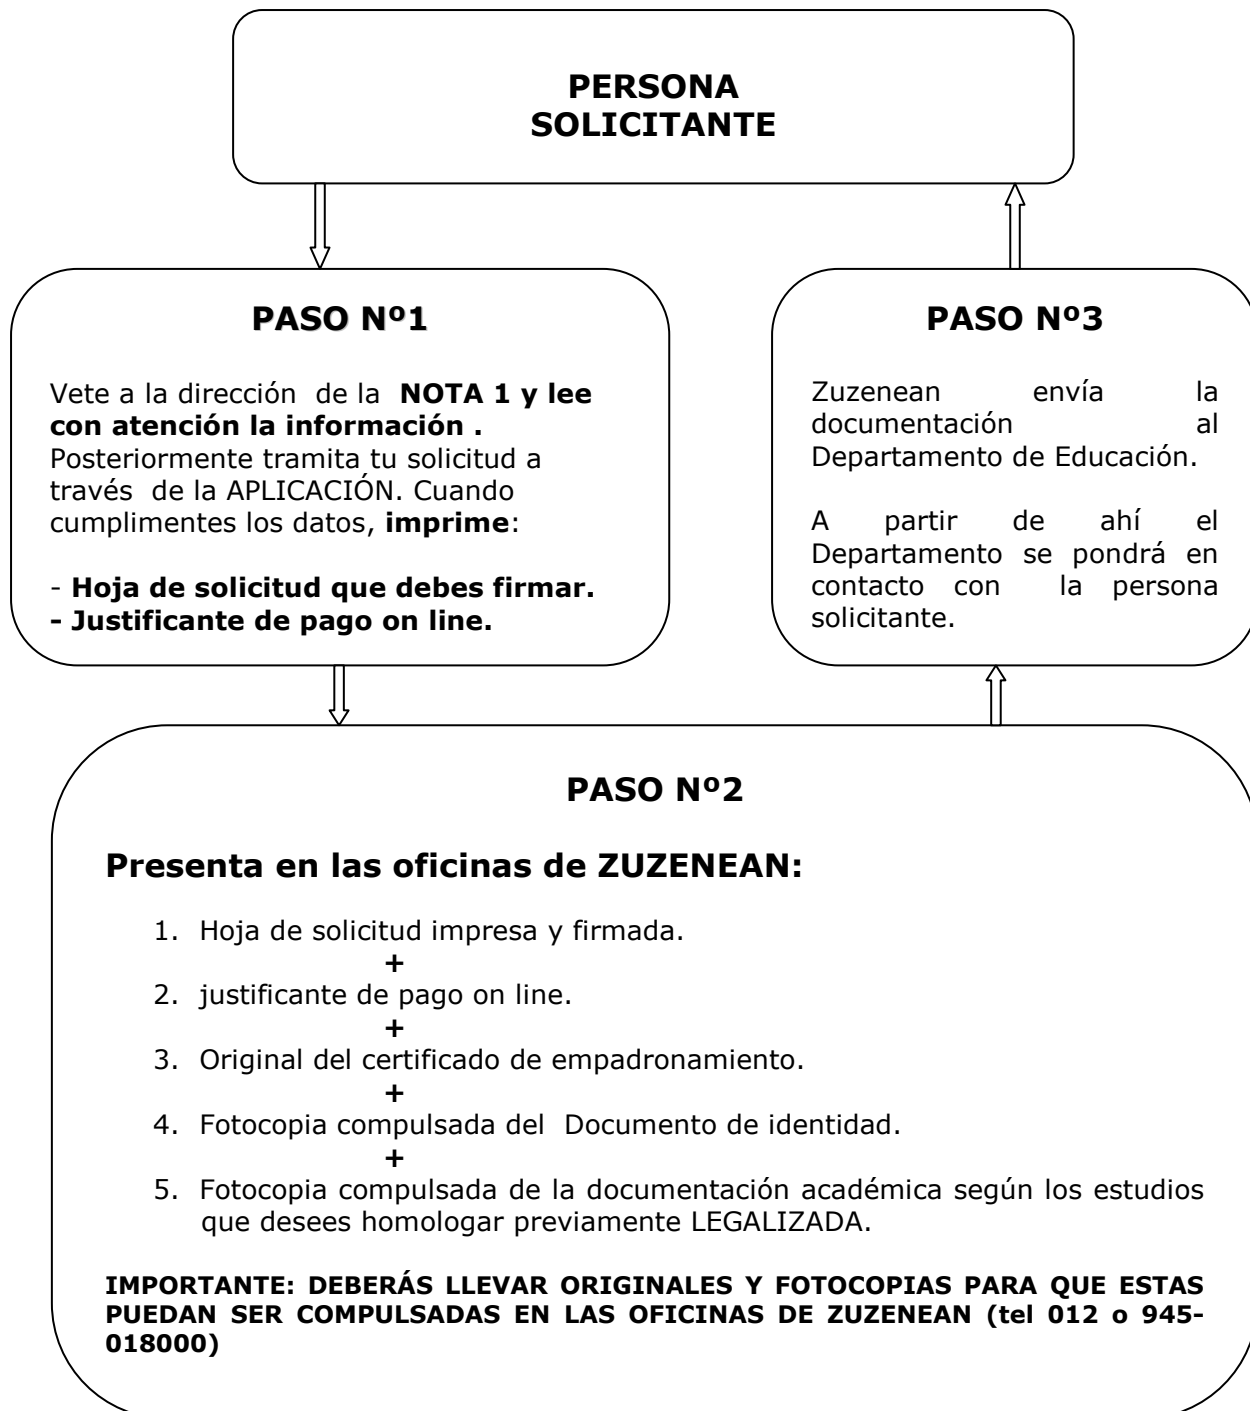 PERSONA
SOLICITANTE
PASO Nº1
Vete a la dirección de la NOTA 1 y lee
con atención la información .
Posteriormente tramita tu solicitud a
través de la APLICACIÓN. Cuando
cumplimentes los datos, imprime:
- Hoja de solicitud que debes firmar.
- Justificante de pago on line.
PASO Nº3
Zuzenean envía la
documentación al
Departamento de Educación.
A partir de ahí el
Departamento se pondrá en
contacto con la persona
solicitante.
PASO Nº2
Presenta en las oficinas de ZUZENEAN:
1. Hoja de solicitud impresa y firmada.
+
2. justificante de pago on line.
+
3. Original del certificado de empadronamiento.
+
4. Fotocopia compulsada del Documento de identidad.
+
5. Fotocopia compulsada de la documentación académica según los estudios
que desees homologar previamente LEGALIZADA.
IMPORTANTE: DEBERÁS LLEVAR ORIGINALES Y FOTOCOPIAS PARA QUE ESTAS
PUEDAN SER COMPULSADAS EN LAS OFICINAS DE ZUZENEAN (tel 012 o 945-
018000)